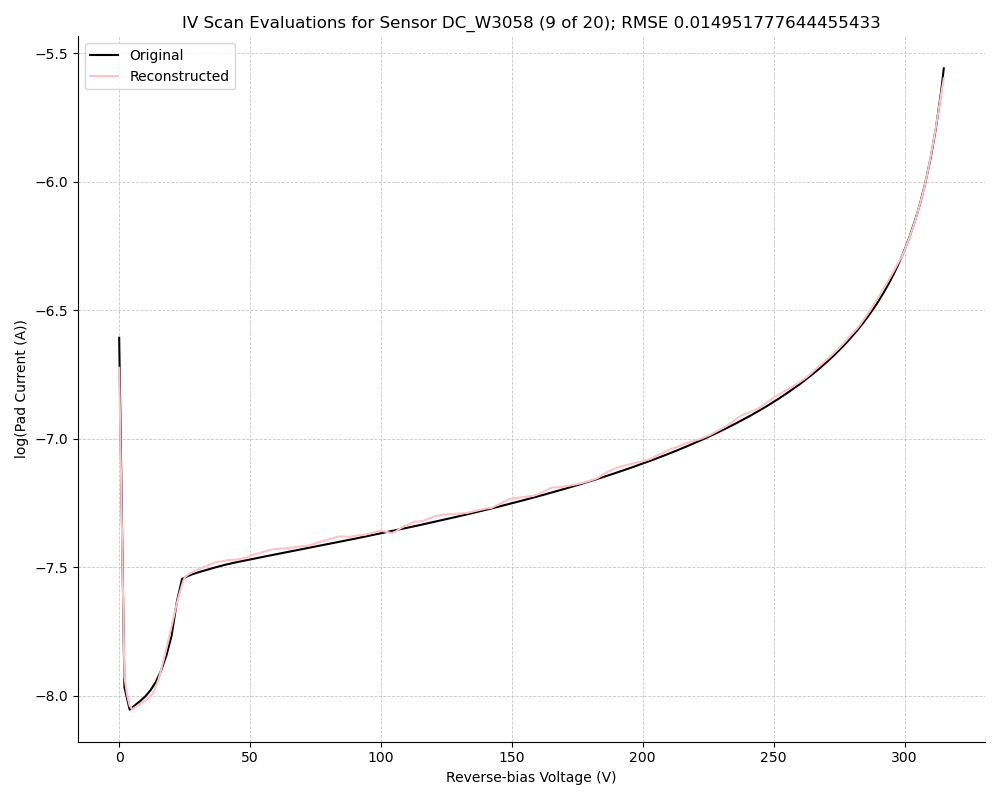 IV Scan Evaluations for Sensor DC_W3058 (9 of 20); RMSE 0.014951777644455433
Original
Reconstructed
log(Pad Current (A))
−5.5
−6.0
−6.5
−7.0
−7.5
−8.0
0
50
100
150
200
250
300
Reverse-bias Voltage (V)